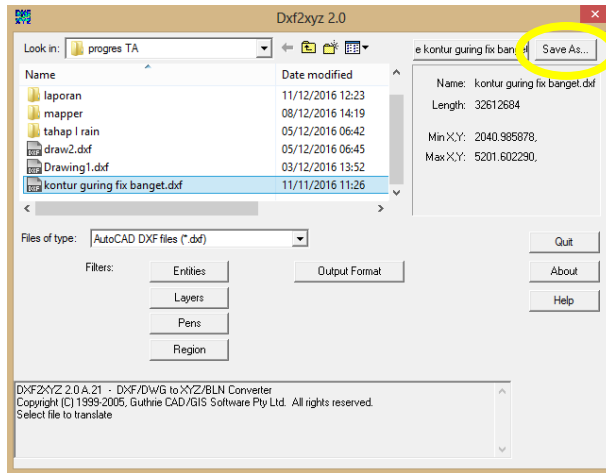 DXF XYZ
Dxf2xyz 2.0
Look in: progres TA
e kontur guring fix banget Save As...
Name Date modified
laporan 11/12/2016 12:23
mapper 08/12/2016 14:19
tahap I rain 05/12/2016 06:42
draw2.dxf 05/12/2016 06:45
Drawing1.dxf 03/12/2016 13:52
kontur guring fix banget.dxf 11/11/2016 11:26
Name: kontur guring fix banget.dxf
Length: 32612684
Min X,Y: 2040.985878,
Max X,Y: 5201.602290,
Files of type: AutoCAD DXF files (*.dxf)
Quit
Filters: Entities Output Format About
Layers Help
Pens
Region
DXF2XYZ 2.0 A.21 - DXF/DWG to XYZ/BLN Converter
Copyright (C) 1999-2005, Guthrie CAD/GIS Software Pty Ltd. All rights reserved.
Select file to translate